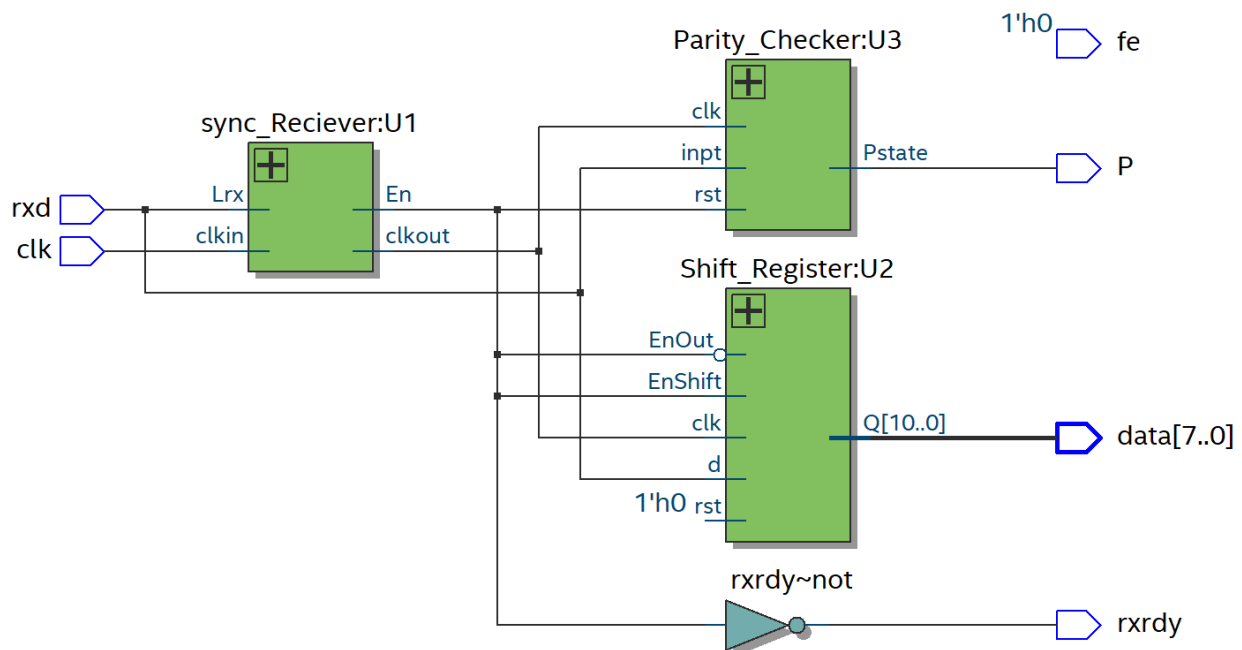 1'h0
fe
Parity_Checker:U3
clk
inpt
rst
Pstate
P
sync_Reciever:U1
rxd
clk
Lrx
clkin
En
clkout
Shift_Register:U2
EnOut
EnShift
clk
d
1'h0 rst
Q[10..0]
data[7..0]
rxrdy~not
rxrdy